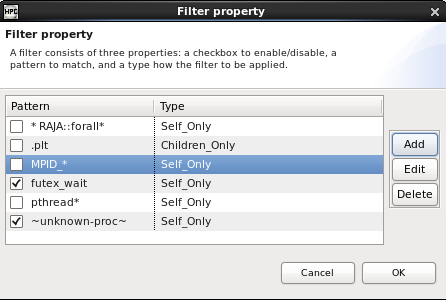 HPC
Filter property
Filter property
A filter consists of three properties: a checkbox to enable/disable, a
pattern to match, and a type how the filter to be applied.
Pattern Type
*RAJA::forall* Self_Only
.plt Children_Only
MPID_* Self_Only
futex_wait Self_Only
pthread* Self_Only
~unknown-proc~ Self_Only
Add
Edit
Delete
Cancel OK